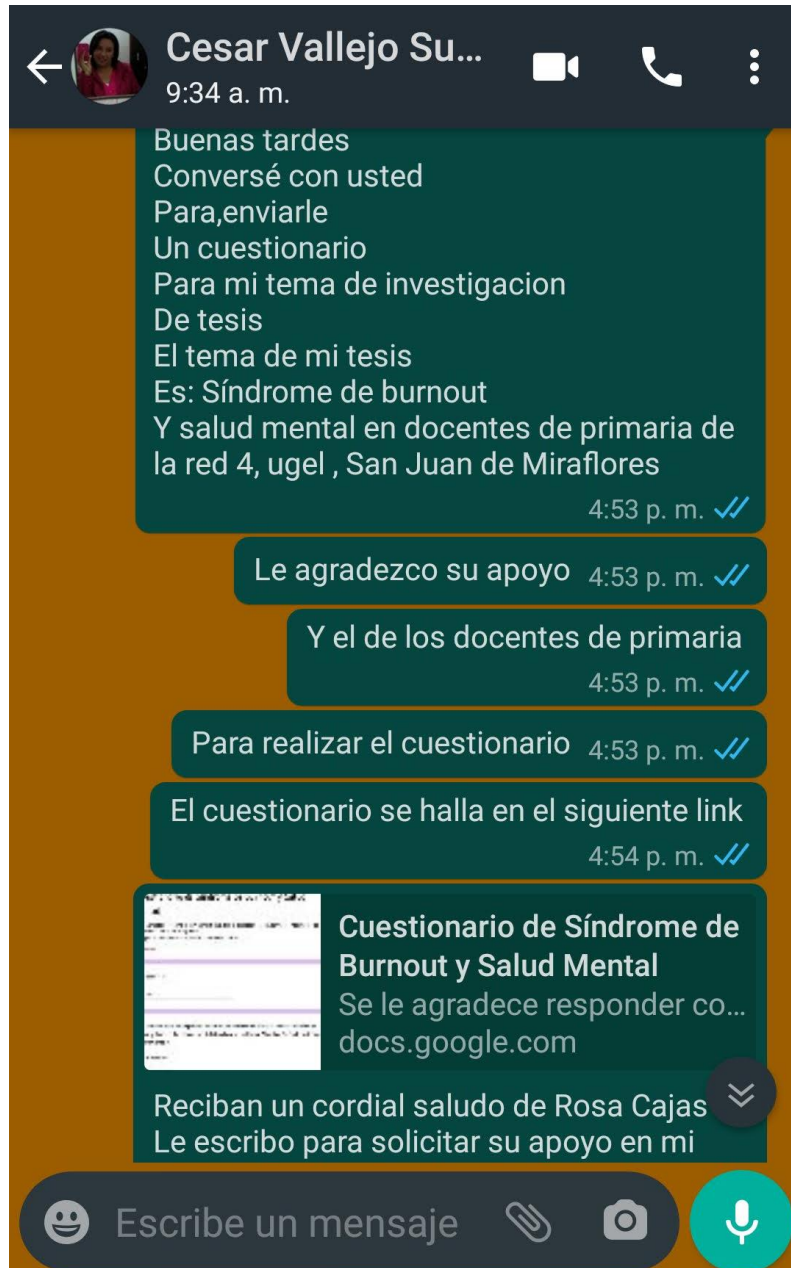 Cesar Vallejo Su...
9:34 a. m.
Buenas tardes
Conversé con usted
Para,enviarle
Un cuestionario
Para mi tema de investigacion
De tesis
El tema de mi tesis
Es: Síndrome de burnout
Y salud mental en docentes de primaria de
la red 4, ugel , San Juan de Miraflores
4:53 p. m.
Le agradezco su apoyo 4:53 p. m.
Y el de los docentes de primaria
4:53 p. m.
Para realizar el cuestionario 4:53 p. m.
El cuestionario se halla en el siguiente link
4:54 p. m.
Cuestionario de Síndrome de
Burnout y Salud Mental
Se le agradece responder co...
docs.google.com
Reciban un cordial saludo de Rosa Cajas
Le escribo para solicitar su apoyo en mi
Escribe un mensaje